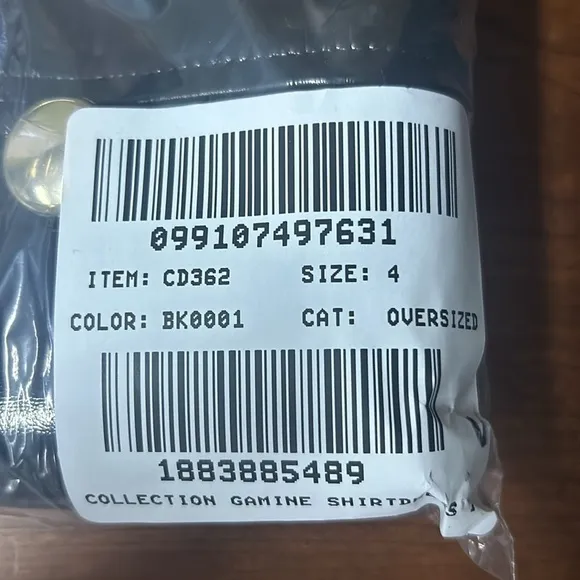 099107497631
ITEM: CD362 SIZE: 4
COLOR: BK0001 CAT: OVERSIZED
1883885489
COLLECTION GAMINE